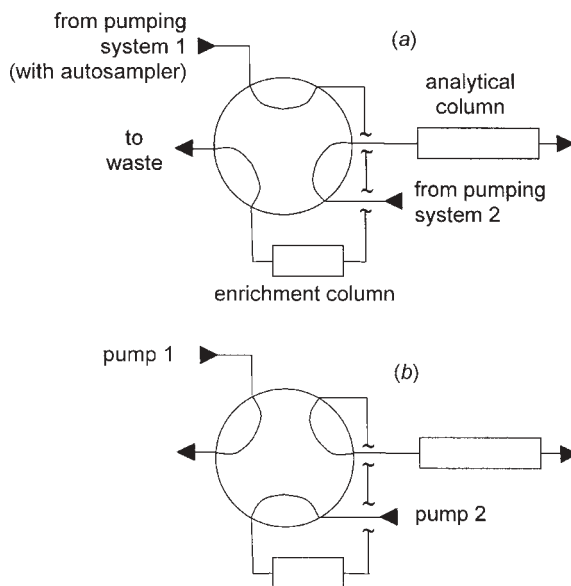 from pumping
system 1
(with autosampler)
(a)
analytical
column
to
waste
from pumping
system 2
enrichment column
pump 1
(b)
pump 2